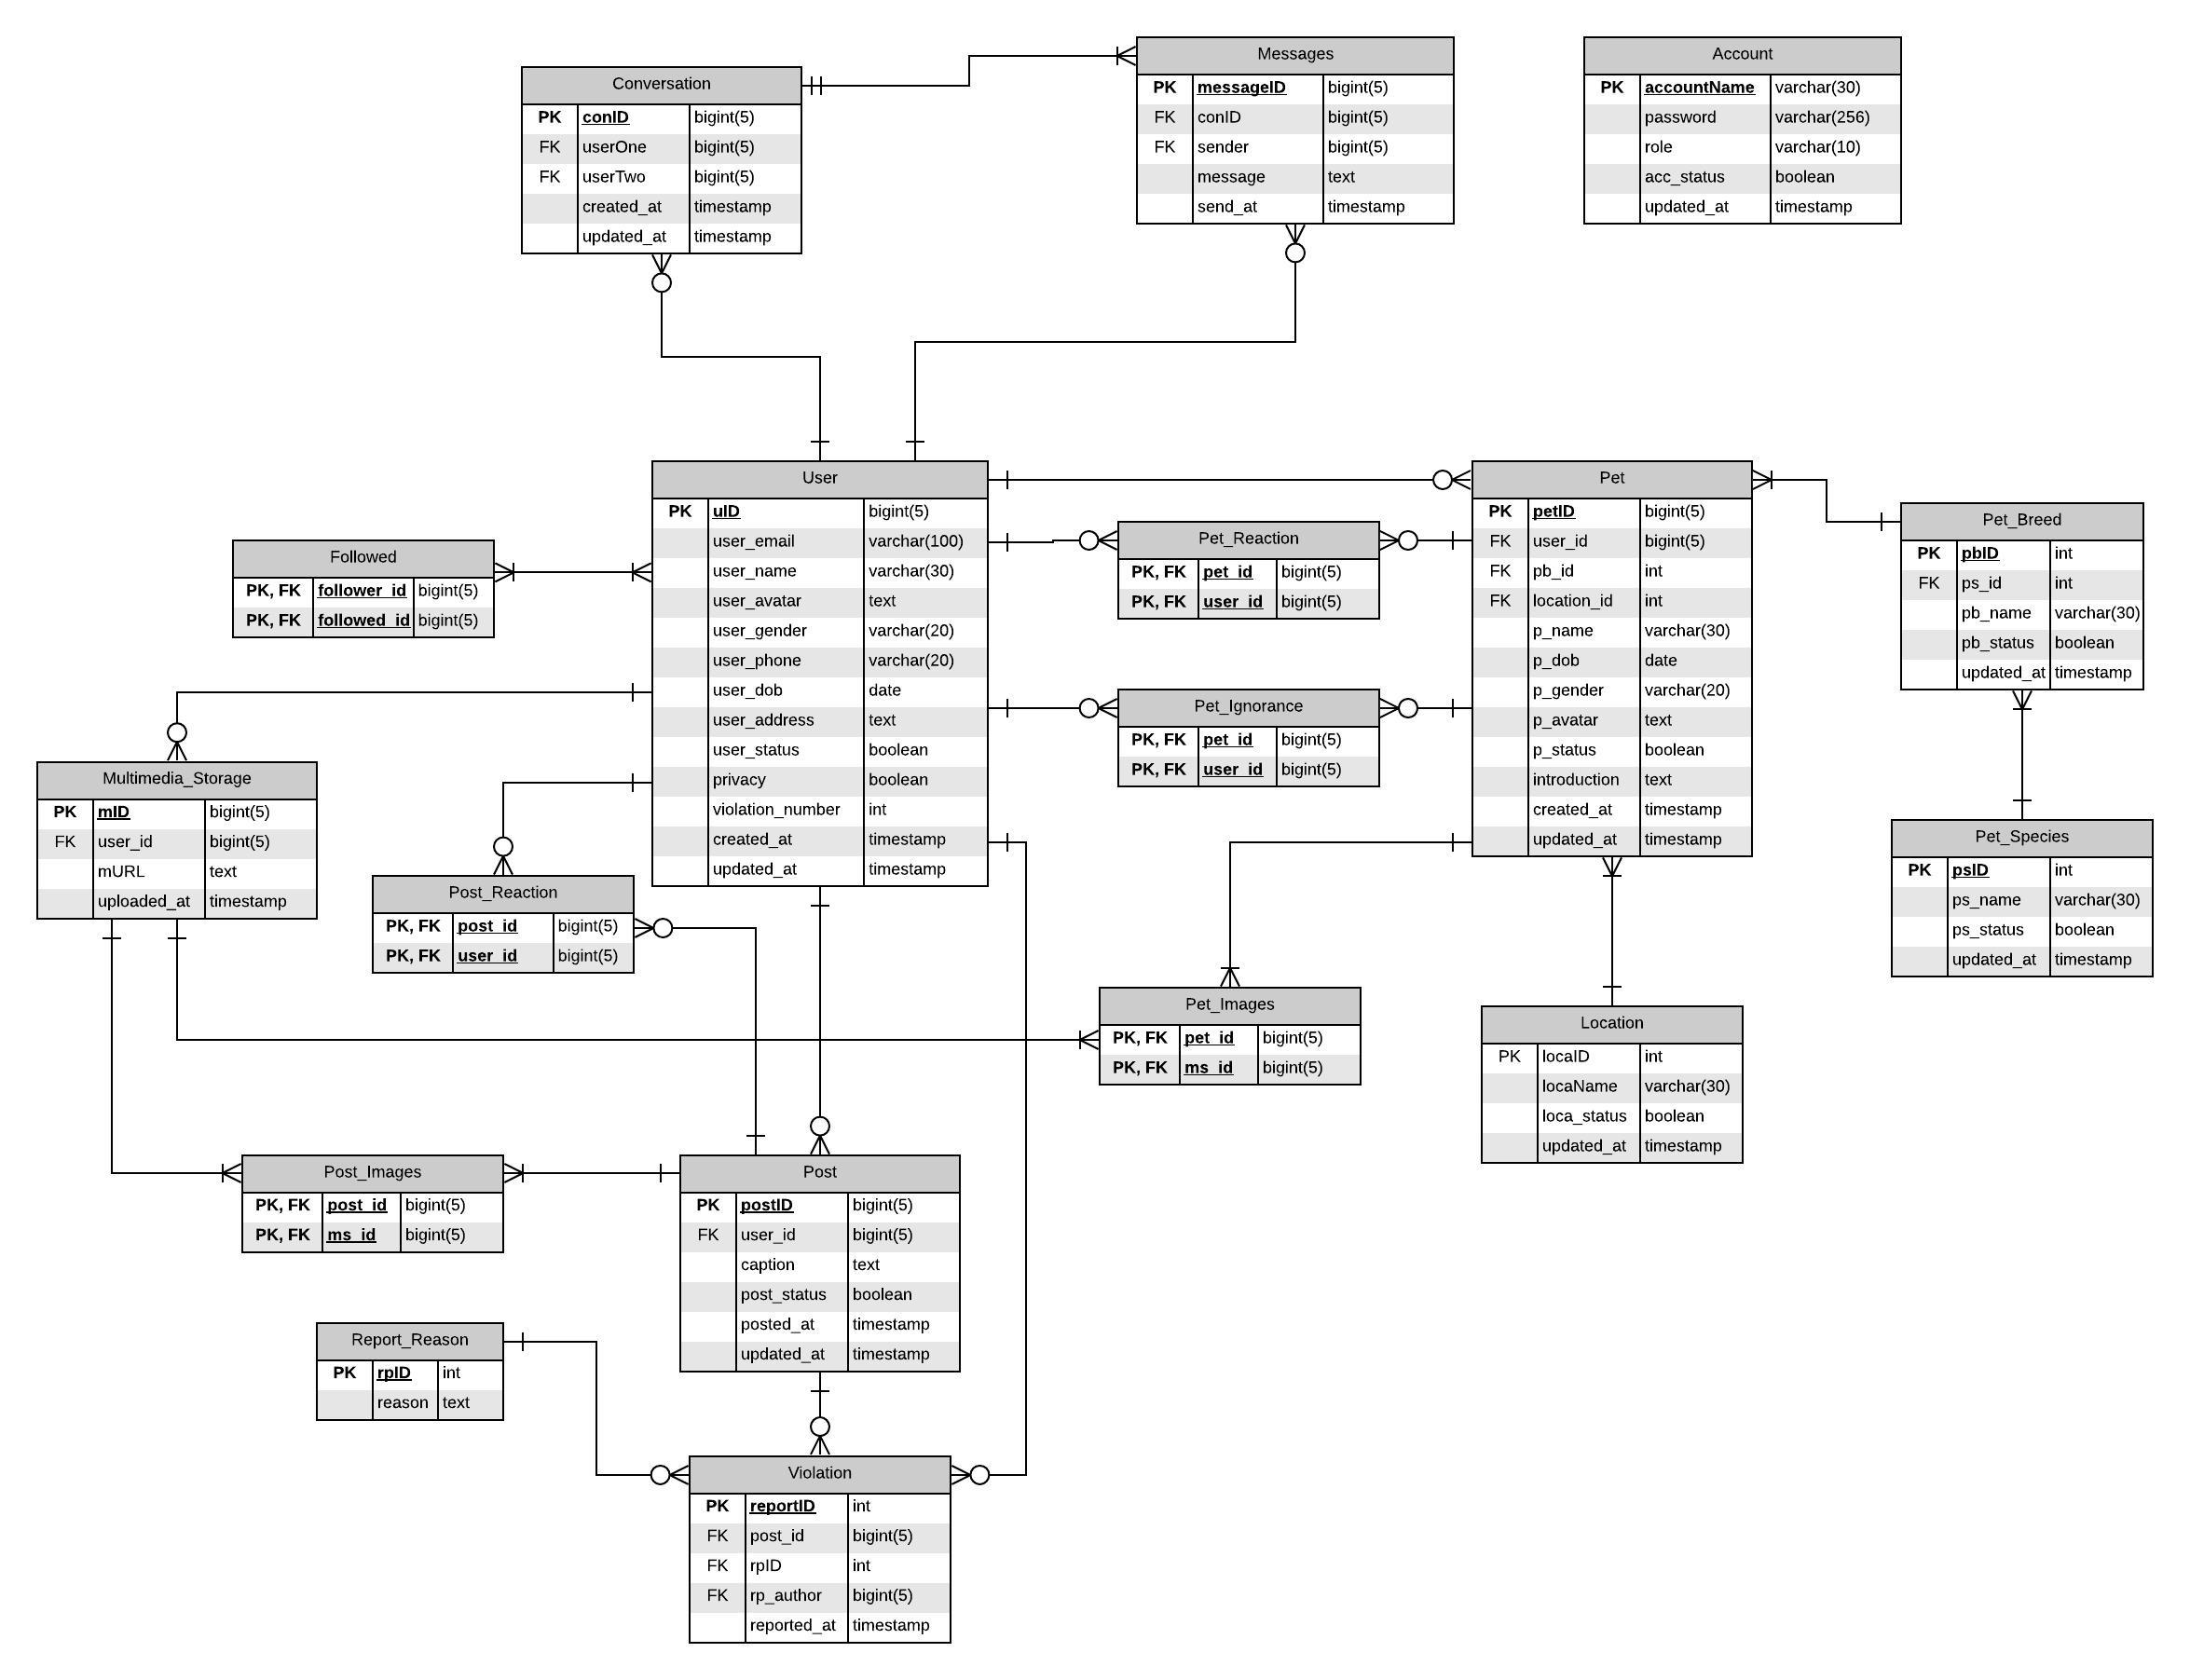 Conversation
PK conID bigint(5)
FK userOne bigint(5)
FK userTwo bigint(5)
created_at timestamp
updated_at timestamp
Messages
PK messageID bigint(5)
FK conID bigint(5)
FK sender bigint(5)
message text
send_at timestamp
Account
PK accountName varchar(30)
password varchar(256)
role varchar(10)
acc_status boolean
updated_at timestamp
User
PK uID bigint(5)
user_email varchar(100)
user_name varchar(30)
user_avatar text
user_gender varchar(20)
user_phone varchar(20)
user_dob date
user_address text
user_status boolean
privacy boolean
violation_number int
created_at timestamp
updated_at timestamp
Followed
PK, FK follower_id bigint(5)
PK, FK followed_id bigint(5)
Pet_Reaction
PK, FK pet_id bigint(5)
PK, FK user_id bigint(5)
Pet_Ignorance
PK, FK pet_id bigint(5)
PK, FK user_id bigint(5)
Pet
PK petID bigint(5)
FK user_id bigint(5)
FK pb_id int
FK location_id int
p_name varchar(30)
p_dob date
p_gender varchar(20)
p_avatar text
p_status boolean
introduction text
created_at timestamp
updated_at timestamp
Pet_Breed
PK pbID int
FK ps_id int
pb_name varchar(30)
pb_status boolean
updated_at timestamp
Pet_Species
PK psID int
ps_name varchar(30)
ps_status boolean
updated_at timestamp
Multimedia_Storage
PK mID bigint(5)
FK user_id bigint(5)
mURL text
uploaded_at timestamp
Post_Reaction
PK, FK post_id bigint(5)
PK, FK user_id bigint(5)
Pet_Images
PK, FK pet_id bigint(5)
PK, FK ms_id bigint(5)
Location
PK locaID int
locaName varchar(30)
loca_status boolean
updated_at timestamp
Post_Images
PK, FK post_id bigint(5)
PK, FK ms_id bigint(5)
Post
PK postID bigint(5)
FK user_id bigint(5)
caption text
post_status boolean
posted_at timestamp
updated_at timestamp
Report_Reason
PK rpID int
reason text
Violation
PK reportID int
FK post_id bigint(5)
FK rpID int
FK rp_author bigint(5)
reported_at timestamp